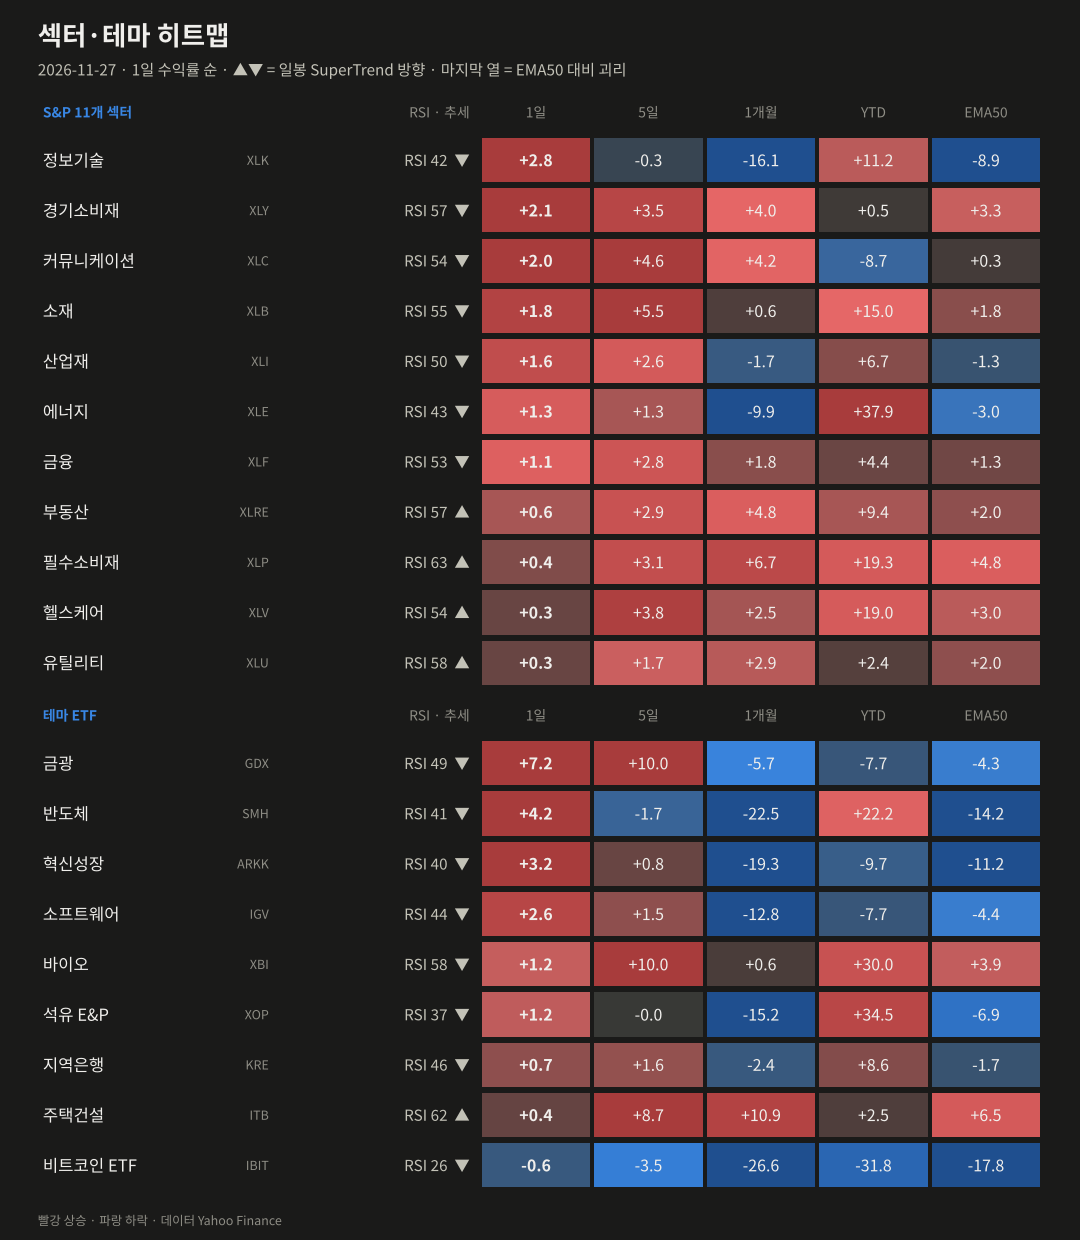 섹터·테마 히트맵
2026-11-27 · 1일 수익률 순 · ▲▼ = 일봉 SuperTrend 방향 · 마지막 열 = EMA50 대비 괴리
S&P 11개 섹터 RSI · 추세 1일 5일 1개월 YTD EMA50
정보기술 XLK RSI 42 ▼ +2.8 -0.3 -16.1 +11.2 -8.9
경기소비재 XLY RSI 57 ▼ +2.1 +3.5 +4.0 +0.5 +3.3
커뮤니케이션 XLC RSI 54 ▼ +2.0 +4.6 +4.2 -8.7 +0.3
소재 XLB RSI 55 ▼ +1.8 +5.5 +0.6 +15.0 +1.8
산업재 XLI RSI 50 ▼ +1.6 +2.6 -1.7 +6.7 -1.3
에너지 XLE RSI 43 ▼ +1.3 +1.3 -9.9 +37.9 -3.0
금융 XLF RSI 53 ▼ +1.1 +2.8 +1.8 +4.4 +1.3
부동산 XLRE RSI 57 ▲ +0.6 +2.9 +4.8 +9.4 +2.0
필수소비재 XLP RSI 63 ▲ +0.4 +3.1 +6.7 +19.3 +4.8
헬스케어 XLV RSI 54 ▲ +0.3 +3.8 +2.5 +19.0 +3.0
유틸리티 XLU RSI 58 ▲ +0.3 +1.7 +2.9 +2.4 +2.0
테마 ETF RSI · 추세 1일 5일 1개월 YTD EMA50
금광 GDX RSI 49 ▼ +7.2 +10.0 -5.7 -7.7 -4.3
반도체 SMH RSI 41 ▼ +4.2 -1.7 -22.5 +22.2 -14.2
혁신성장 ARKK RSI 40 ▼ +3.2 +0.8 -19.3 -9.7 -11.2
소프트웨어 IGV RSI 44 ▼ +2.6 +1.5 -12.8 -7.7 -4.4
바이오 XBI RSI 58 ▼ +1.2 +10.0 +0.6 +30.0 +3.9
석유 E&P XOP RSI 37 ▼ +1.2 -0.0 -15.2 +34.5 -6.9
지역은행 KRE RSI 46 ▼ +0.7 +1.6 -2.4 +8.6 -1.7
주택건설 ITB RSI 62 ▲ +0.4 +8.7 +10.9 +2.5 +6.5
비트코인 ETF IBIT RSI 26 ▼ -0.6 -3.5 -26.6 -31.8 -17.8
빨강 상승 · 파랑 하락 · 데이터 Yahoo Finance